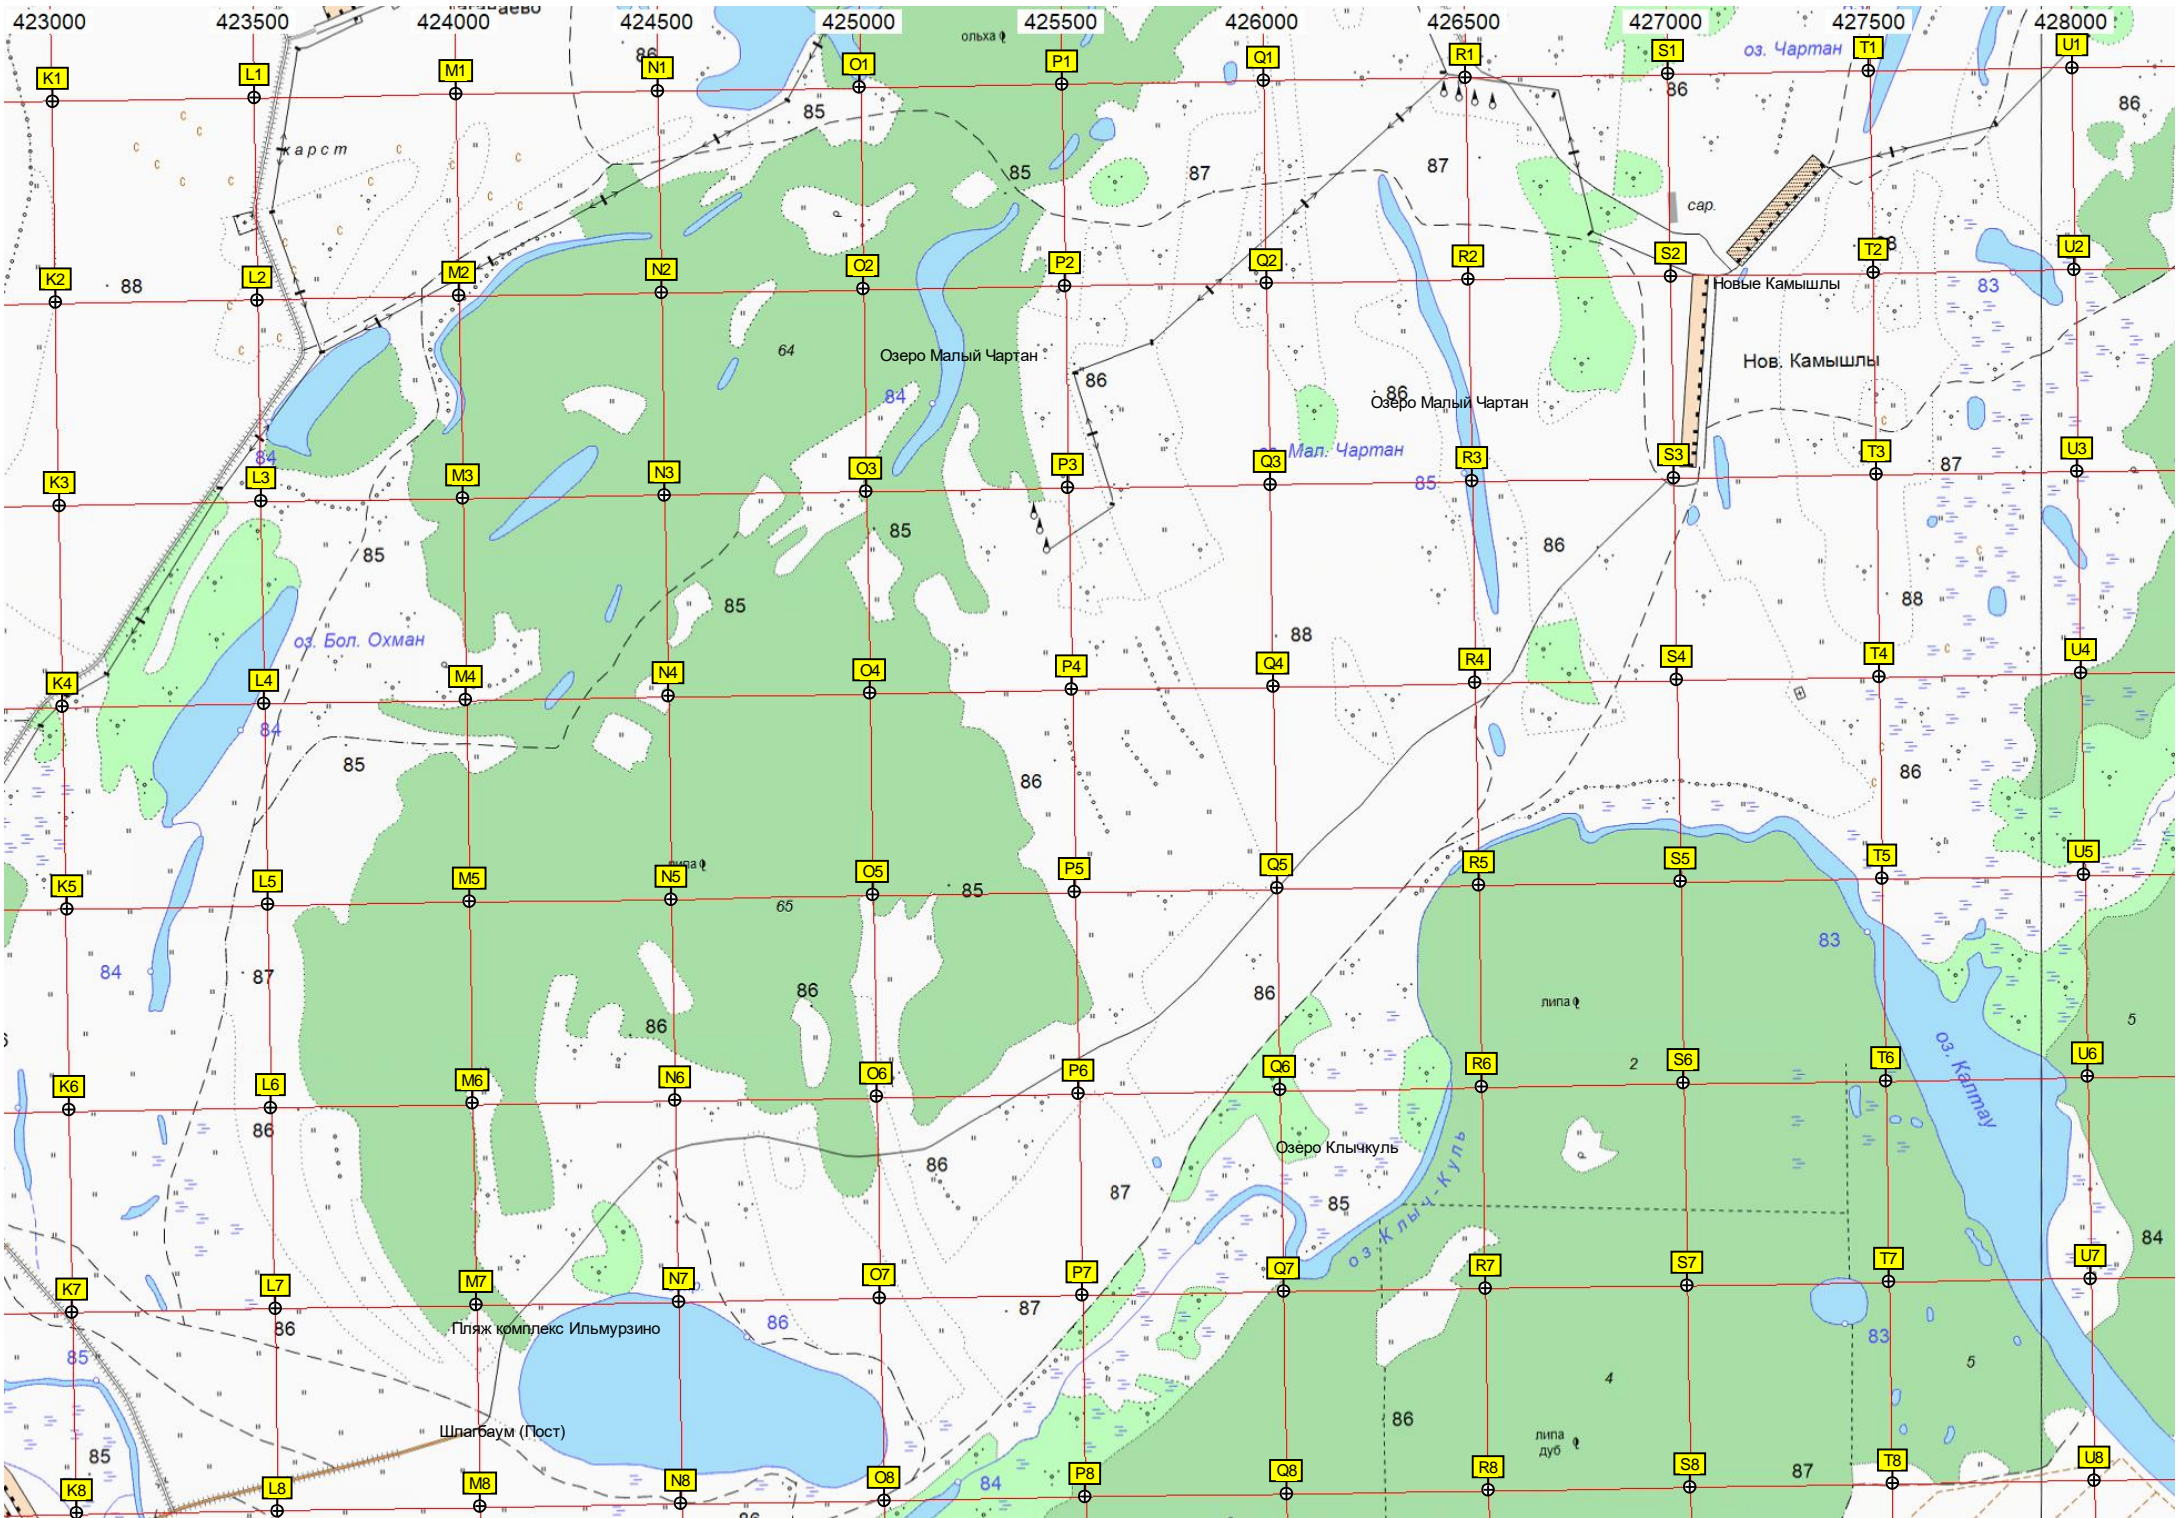 423000 423500 424000 424500 425000 425500 426000 426500 427000 427500 428000
ольха
оз. Чартан
86
K1 L1 M1 N1 O1 P1 Q1 R1 S1 T1 U1
86 86
85
карст
85 87 87
сар.
K2 L2 M2 N2 O2 P2 Q2 R2 S2 T2 U2
88
83
Новые Камышлы
64
Озеро Малый Чартан
Нов. Камышлы
86
84
86
Озеро Малый Чартан
оз. Мал. Чартан
84
K3 L3 M3 N3 O3 P3 Q3 R3 S3 T3 U3
87
85
85
85
86
85
88
88
оз. Бол. Охман
K4 L4 M4 N4 O4 P4 Q4 R4 S4 T4 U4
84
85
86
86
липа
K5 L5 M5 N5 O5 P5 Q5 R5 S5 T5 U5
65
85
83
84
87
86
86
липа
86
5
оз. Калтау
K6 L6 M6 N6 O6 P6 Q6 R6 S6 T6 U6
2
86
Озеро Клычкуль
86
87
85
оз. Клыч-Куль
84
K7 L7 M7 N7 O7 P7 Q7 R7 S7 T7 U7
87
86
Пляж комплекс Ильмурзино
86
83
85
5
4
86
Шлагбаум (Пост)
липа
дуб
85
87
84
K8 L8 M8 N8 O8 P8 Q8 R8 S8 T8 U8